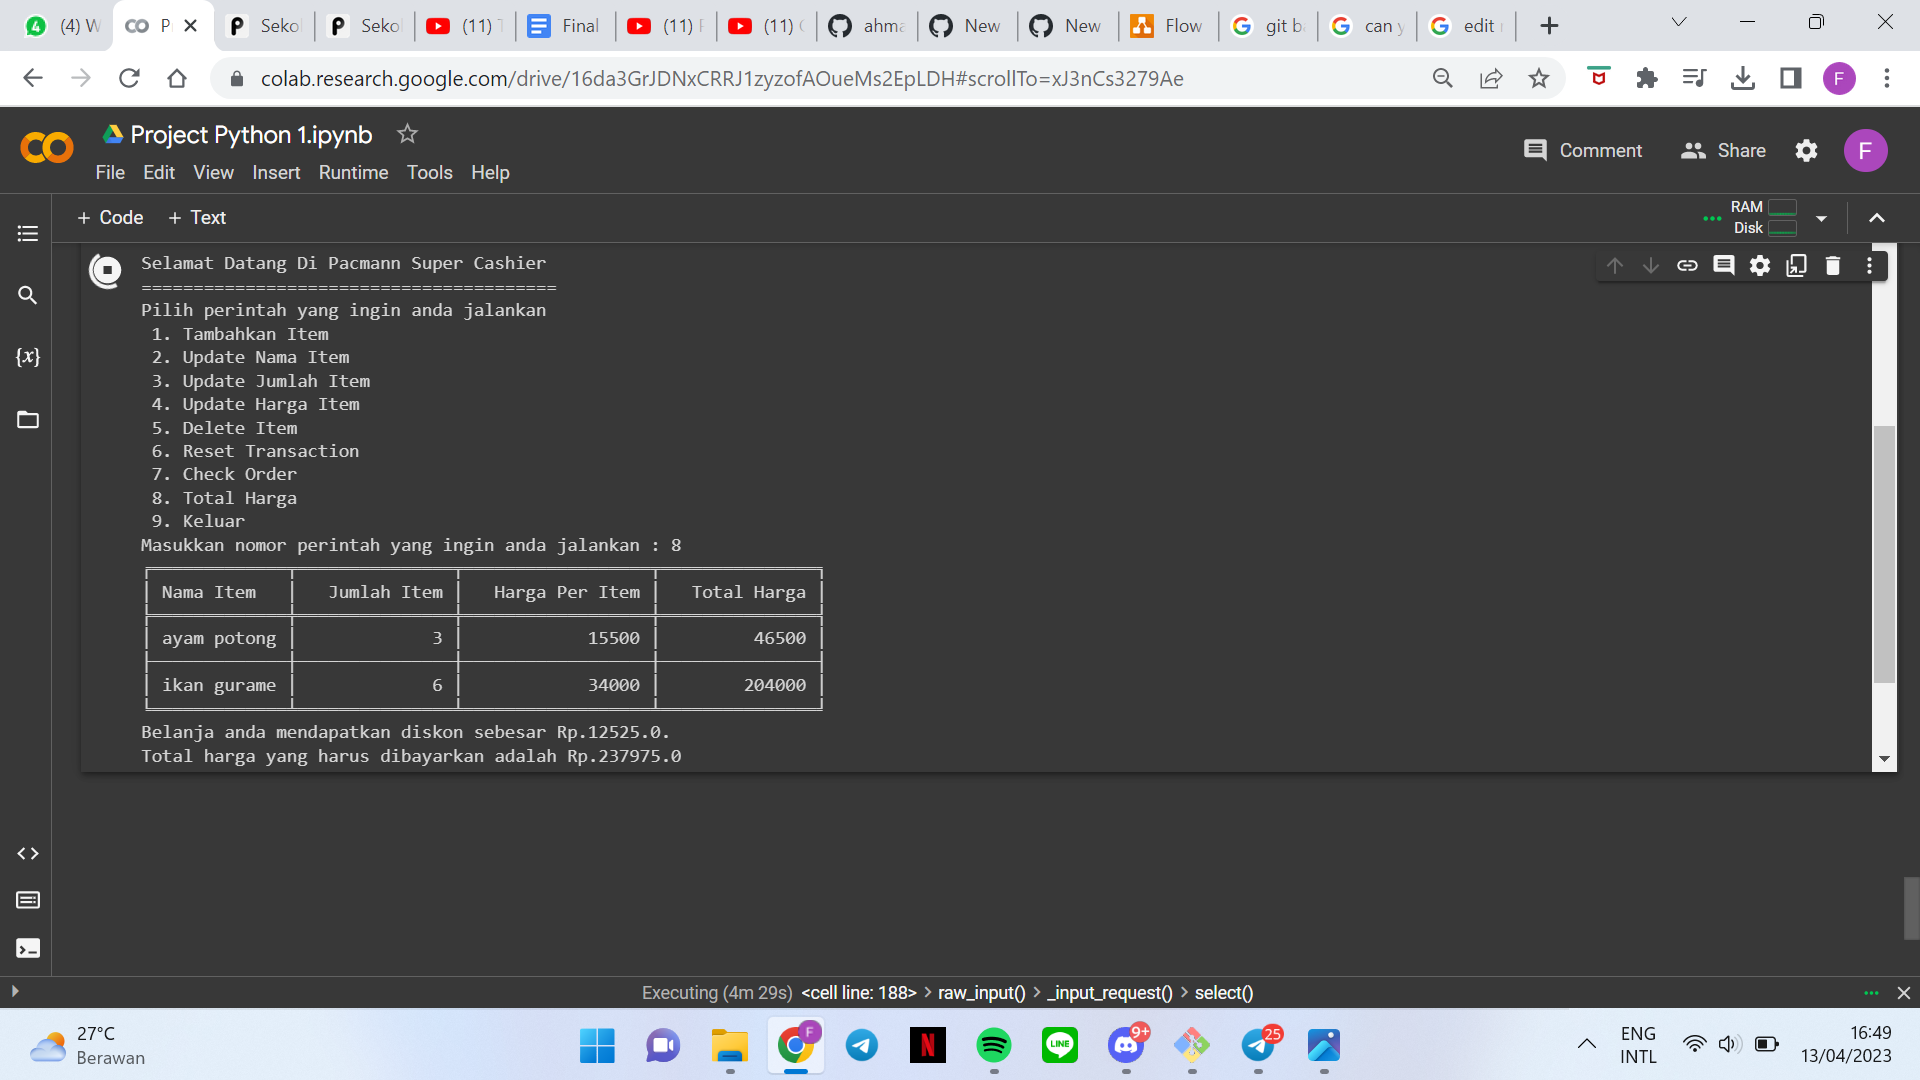 (4) W
P
Seko
Seko
(11) T
Final
(11) F
(11) (
ahma
New
New
Flow
git ba
can y
edit r
colab.research.google.com/drive/16da3GrJDNxCRRJ1zyzofAOueMs2EpLDH#scrollTo=xJ3nCs3279Ae
F
Project Python 1.ipynb
File Edit View Insert Runtime Tools Help
Comment
Share
F
+ Code + Text
RAM
Disk
{x}
Selamat Datang Di Pacmann Super Cashier
========================================
Pilih perintah yang ingin anda jalankan
1. Tambahkan Item
2. Update Nama Item
3. Update Jumlah Item
4. Update Harga Item
5. Delete Item
6. Reset Transaction
7. Check Order
8. Total Harga
9. Keluar
Masukkan nomor perintah yang ingin anda jalankan : 8
Nama Item Jumlah Item Harga Per Item Total Harga
ayam potong 3 15500 46500
ikan gurame 6 34000 204000
Belanja anda mendapatkan diskon sebesar Rp.12525.0.
Total harga yang harus dibayarkan adalah Rp.237975.0
Executing (4m 29s) <cell line: 188> > raw_input() > _input_request() > select()
27°C
Berawan
F
N
LINE
9+
25
ENG
INTL
16:49
13/04/2023